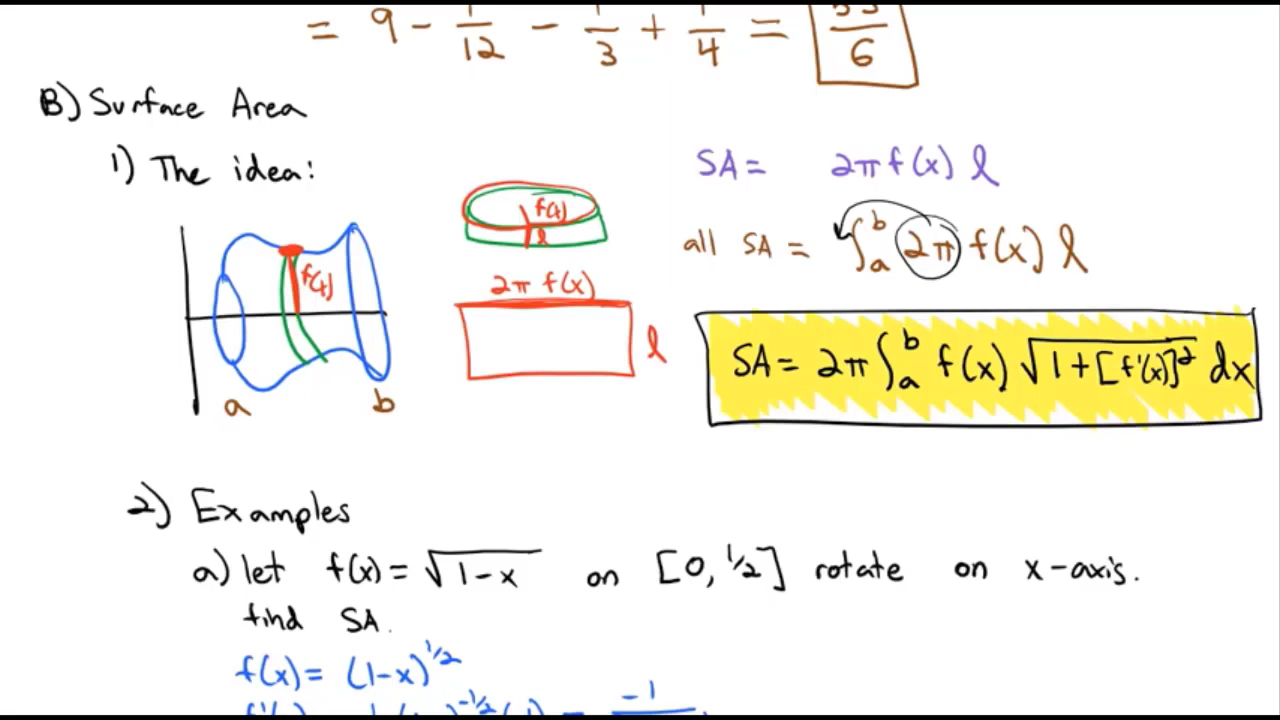 = 9 - 1/12 - 1/3 + 1/4 = 53/6
B) Surface Area
1) The idea:
f(x)
a b
f(x)
l
2π f(x)
l
SA = 2π f(x) l
all SA = ∫_a^b 2π f(x) l
SA = 2π ∫_a^b f(x) √(1+[f'(x)]²) dx
2) Examples
a) let f(x) = √(1-x) on [0, 1/2] rotate on x-axis.
find SA.
f(x) = (1-x)^(1/2)